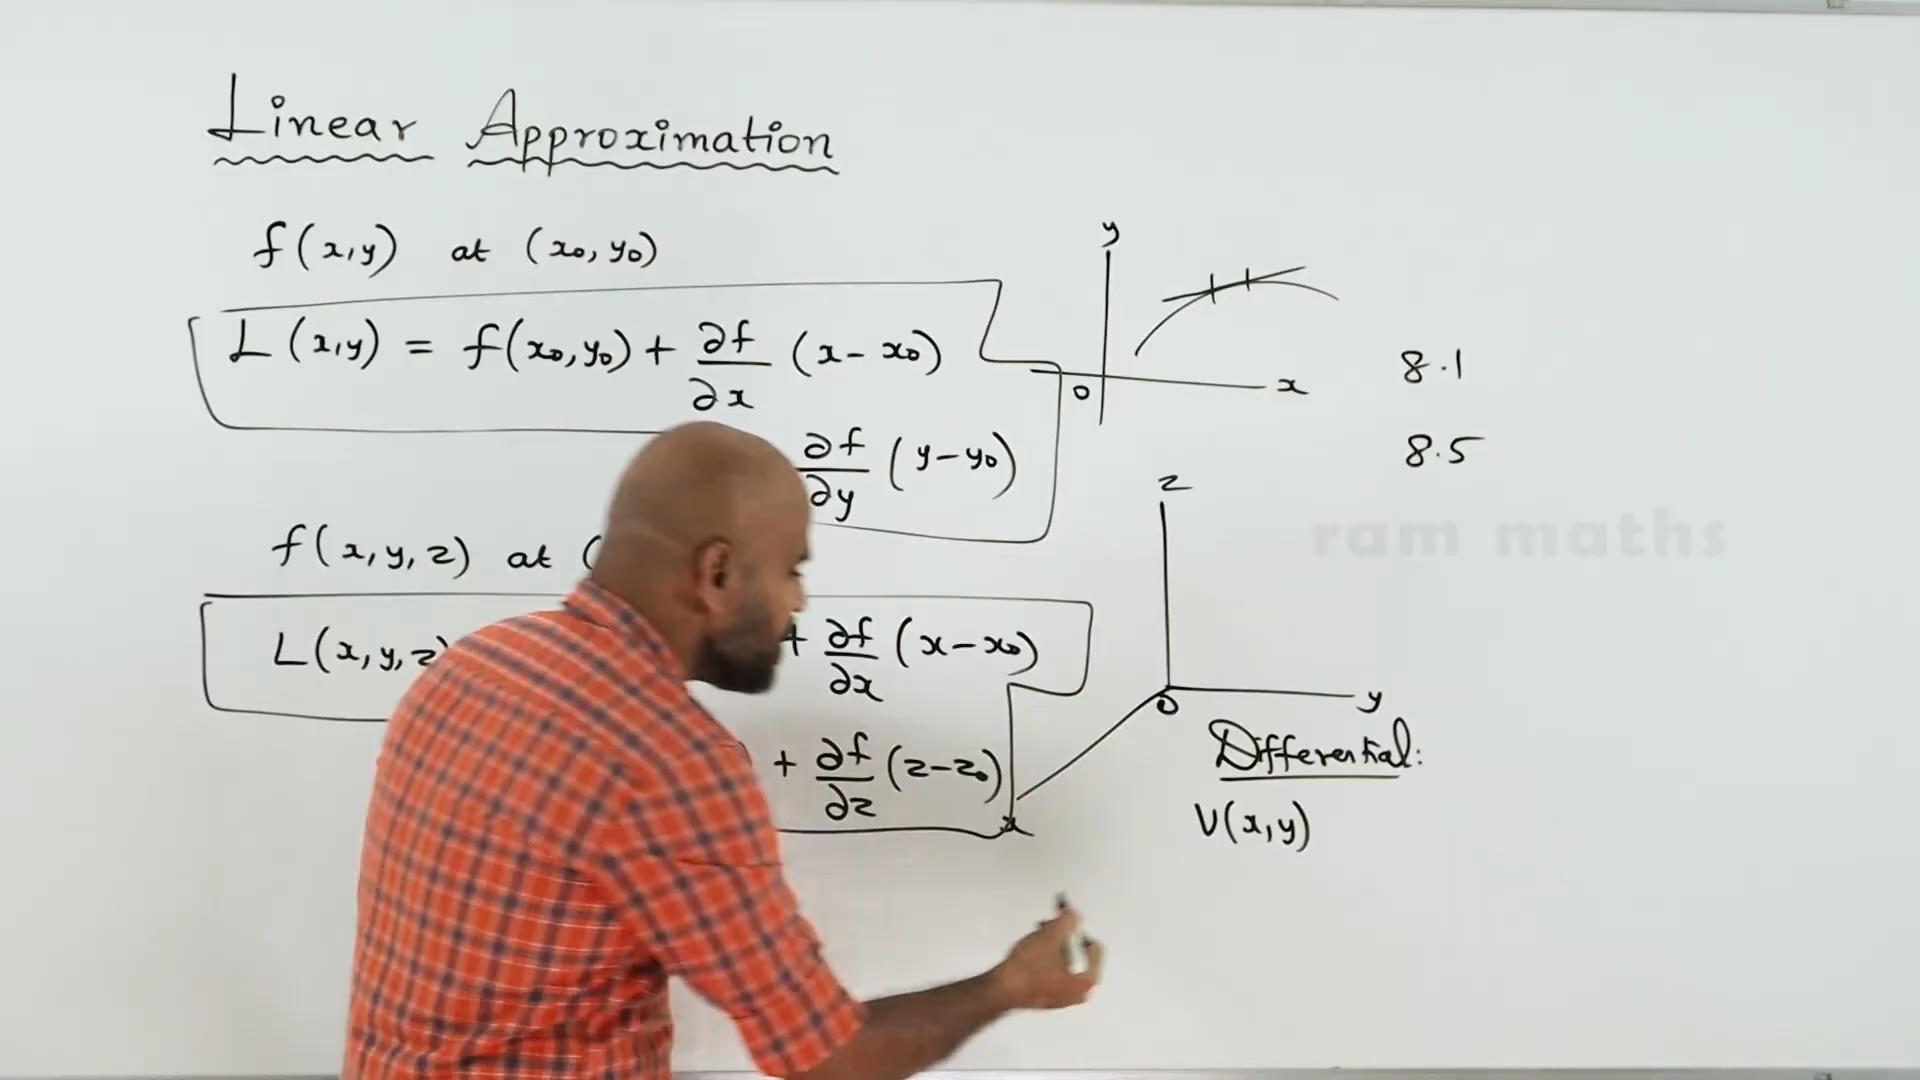 Linear Approximation
f(x,y) at (x₀,y₀)
L(x,y) = f(x₀,y₀) + ∂f/∂x (x-x₀)
∂f/∂y (y-y₀)
f(x,y,z) at (
L(x,y,z) + ∂f/∂x (x-x₀)
+ ∂f/∂z (z-z₀)
y
0 x
8.1
8.5
z
0 y
x
ram maths
Differential:
V(x,y)